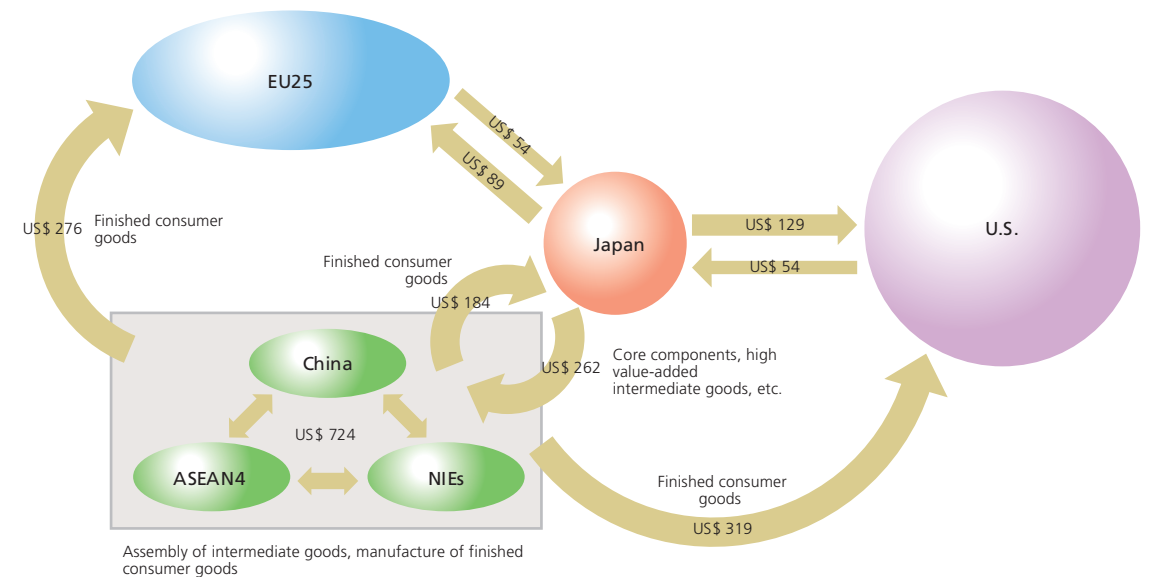 EU25
US$ 54
US$ 89
US$ 276
Finished consumer
goods
Japan
US$ 129
US$ 54
U.S.
Finished consumer
goods
US$ 184
US$ 262
Core components, high
value-added
intermediate goods, etc.
China
US$ 724
ASEAN4
NIEs
Finished consumer
goods
US$ 319
Assembly of intermediate goods, manufacture of finished
consumer goods